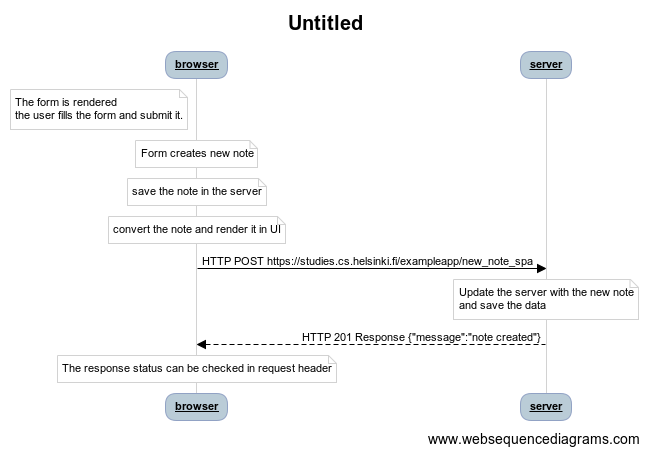 Untitled
browser
server
The form is rendered
the user fills the form and submit it.
Form creates new note
save the note in the server
convert the note and render it in UI
HTTP POST https://studies.cs.helsinki.fi/exampleapp/new_note_spa
Update the server with the new note
and save the data
HTTP 201 Response {"message":"note created"}
The response status can be checked in request header
browser
server
www.websequencediagrams.com